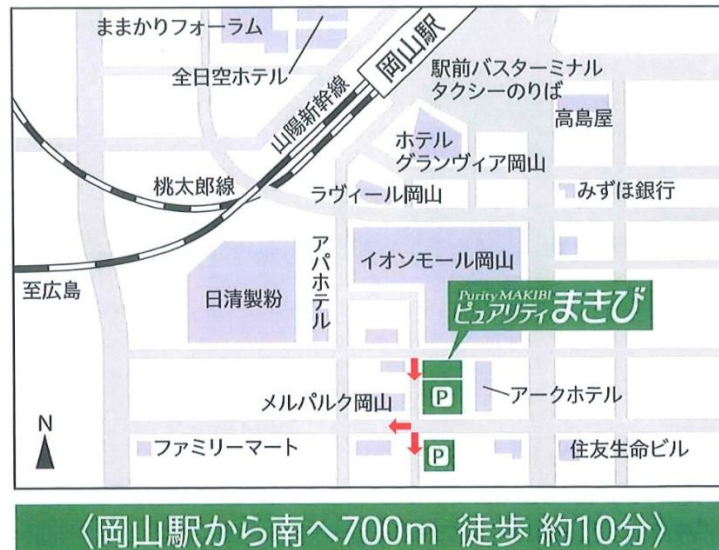 ままかりフォーラム
全日空ホテル
岡山駅
駅前バスターミナル
タクシーのりば
高島屋
山陽新幹線
ホテル
グランヴィア岡山
桃太郎線
ラヴィール岡山
みずほ銀行
至広島
日清製粉
アパホテル
イオンモール岡山
Purity MAKIBI
ピュアリティまきび
P
メルパルク岡山
アークホテル
N
ファミリーマート
P
住友生命ビル
〈岡山駅から南へ700m 徒歩 約10分〉